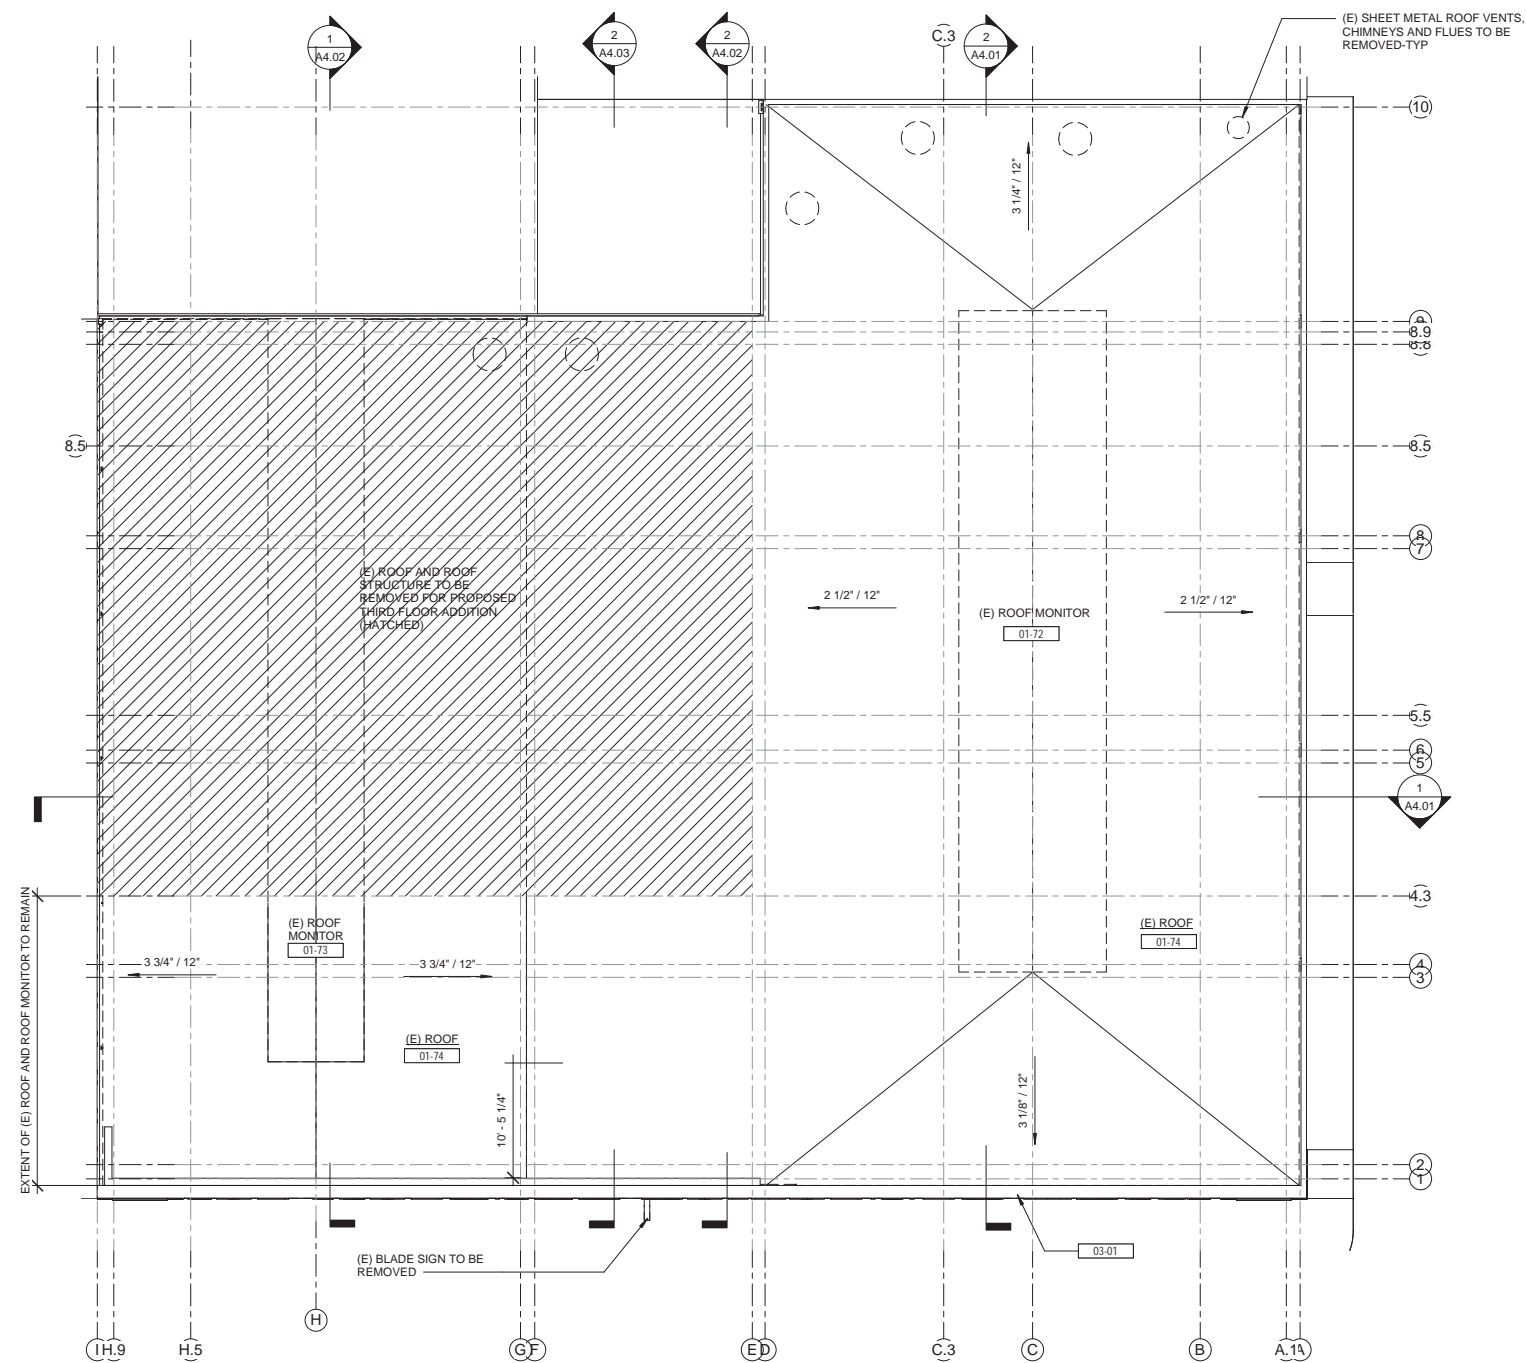 (E) SHEET METAL ROOF VENTS,
CHIMNEYS AND FLUES TO BE
REMOVED-TYP
1
A4.02
2
A4.03
2
A4.02
C.3
2
A4.01
10
3 1/4" / 12"
9
8.9
8.8
8.5
8.5
8
7
(E) ROOF AND ROOF
STRUCTURE TO BE
REMOVED FOR PROPOSED
THIRD FLOOR ADDITION
(HATCHED)
2 1/2" / 12"
2 1/2" / 12"
(E) ROOF MONITOR
01-72
5.5
6
5
1
A4.01
4.3
EXTENT OF (E) ROOF AND ROOF MONITOR TO REMAIN
(E) ROOF
MONITOR
01-73
(E) ROOF
01-74
3 3/4" / 12"
3 3/4" / 12"
4
3
(E) ROOF
01-74
10' - 5 1/4"
3 1/8" / 12"
2
1
(E) BLADE SIGN TO BE
REMOVED
03-01
H
I
H.9
H.5
G
F
E
D
C.3
C
B
A.1
A